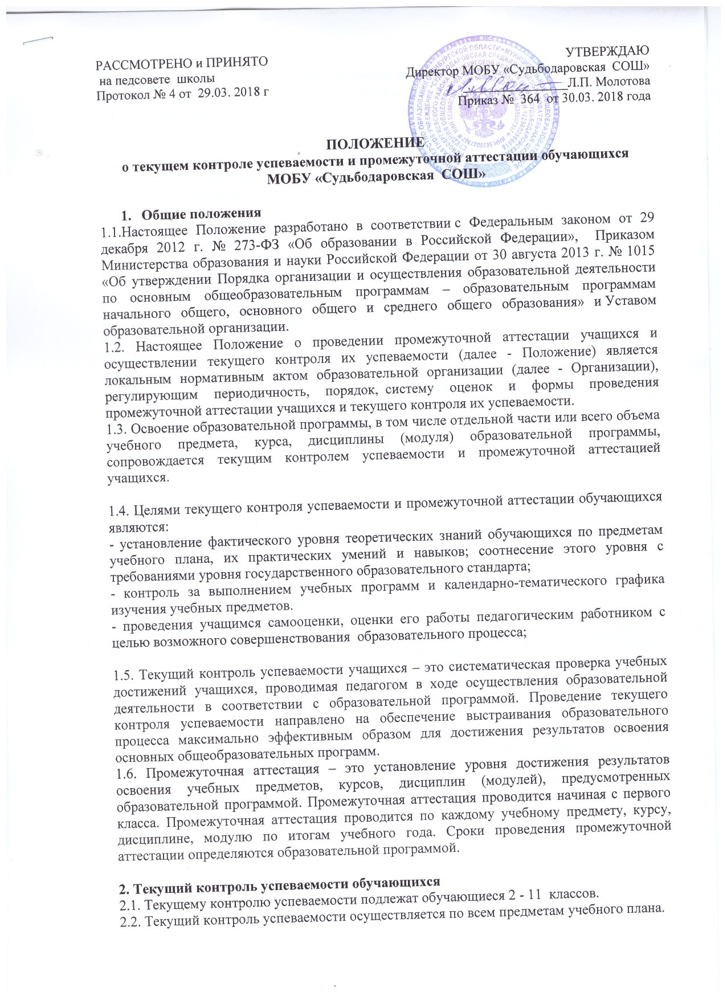 РАССМОТРЕНО и ПРИНЯТО
на педсовете школы
Протокол № 4 от 29.03. 2018 г
УТВЕРЖДАЮ
Директор МОБУ «Судьбодаровская СОШ»
Л.П. Молотова
Приказ № 364 от 30.03. 2018 года
ПОЛОЖЕНИЕ
о текущем контроле успеваемости и промежуточной аттестации обучающихся
МОБУ «Судьбодаровская СОШ»
1. Общие положения
1.1.Настоящее Положение разработано в соответствии с Федеральным законом от 29
декабря 2012 г. № 273-ФЗ «Об образовании в Российской Федерации», Приказом
Министерства образования и науки Российской Федерации от 30 августа 2013 г. № 1015
«Об утверждении Порядка организации и осуществления образовательной деятельности
по основным общеобразовательным программам – образовательным программам
начального общего, основного общего и среднего общего образования» и Уставом
образовательной организации.
1.2. Настоящее Положение о проведении промежуточной аттестации учащихся и
осуществлении текущего контроля их успеваемости (далее - Положение) является
локальным нормативным актом образовательной организации (далее - Организации),
регулирующим периодичность, порядок, систему оценок и формы проведения
промежуточной аттестации учащихся и текущего контроля их успеваемости.
1.3. Освоение образовательной программы, в том числе отдельной части или всего объема
учебного предмета, курса, дисциплины (модуля) образовательной программы,
сопровождается текущим контролем успеваемости и промежуточной аттестацией
учащихся.
1.4. Целями текущего контроля успеваемости и промежуточной аттестации обучающихся
являются:
- установление фактического уровня теоретических знаний обучающихся по предметам
учебного плана, их практических умений и навыков; соотнесение этого уровня с
требованиями уровня государственного образовательного стандарта;
- контроль за выполнением учебных программ и календарно-тематического графика
изучения учебных предметов.
- проведения учащимся самооценки, оценки его работы педагогическим работником с
целью возможного совершенствования образовательного процесса;
1.5. Текущий контроль успеваемости учащихся – это систематическая проверка учебных
достижений учащихся, проводимая педагогом в ходе осуществления образовательной
деятельности в соответствии с образовательной программой. Проведение текущего
контроля успеваемости направлено на обеспечение выстраивания образовательного
процесса максимально эффективным образом для достижения результатов освоения
основных общеобразовательных программ.
1.6. Промежуточная аттестация – это установление уровня достижения результатов
освоения учебных предметов, курсов, дисциплин (модулей), предусмотренных
образовательной программой. Промежуточная аттестация проводится начиная с первого
класса. Промежуточная аттестация проводится по каждому учебному предмету, курсу,
дисциплине, модулю по итогам учебного года. Сроки проведения промежуточной
аттестации определяются образовательной программой.
2. Текущий контроль успеваемости обучающихся
2.1. Текущему контролю успеваемости подлежат обучающиеся 2 - 11 классов.
2.2. Текущий контроль успеваемости осуществляется по всем предметам учебного плана.